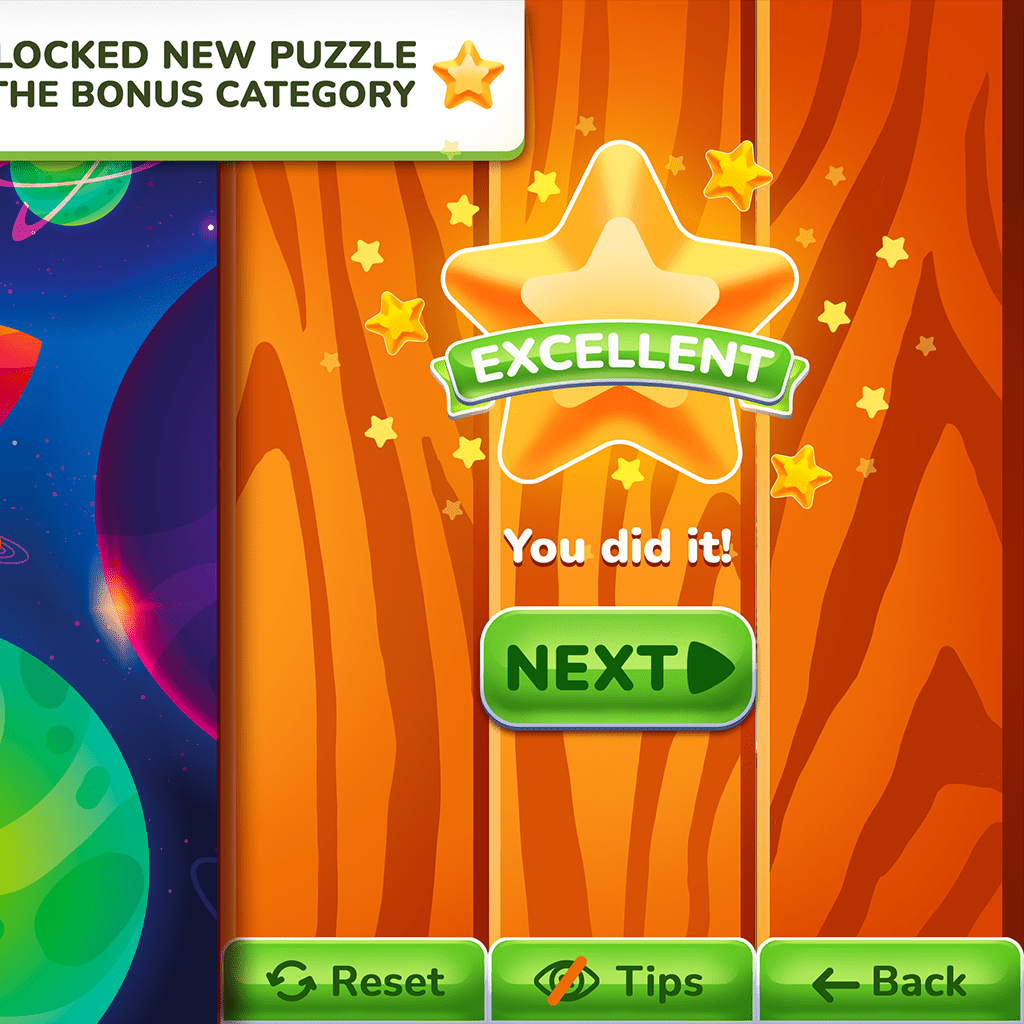 LOCKED NEW PUZZLE
THE BONUS CATEGORY
EXCELLENT
You did it!
NEXT
Reset
Tips
Back